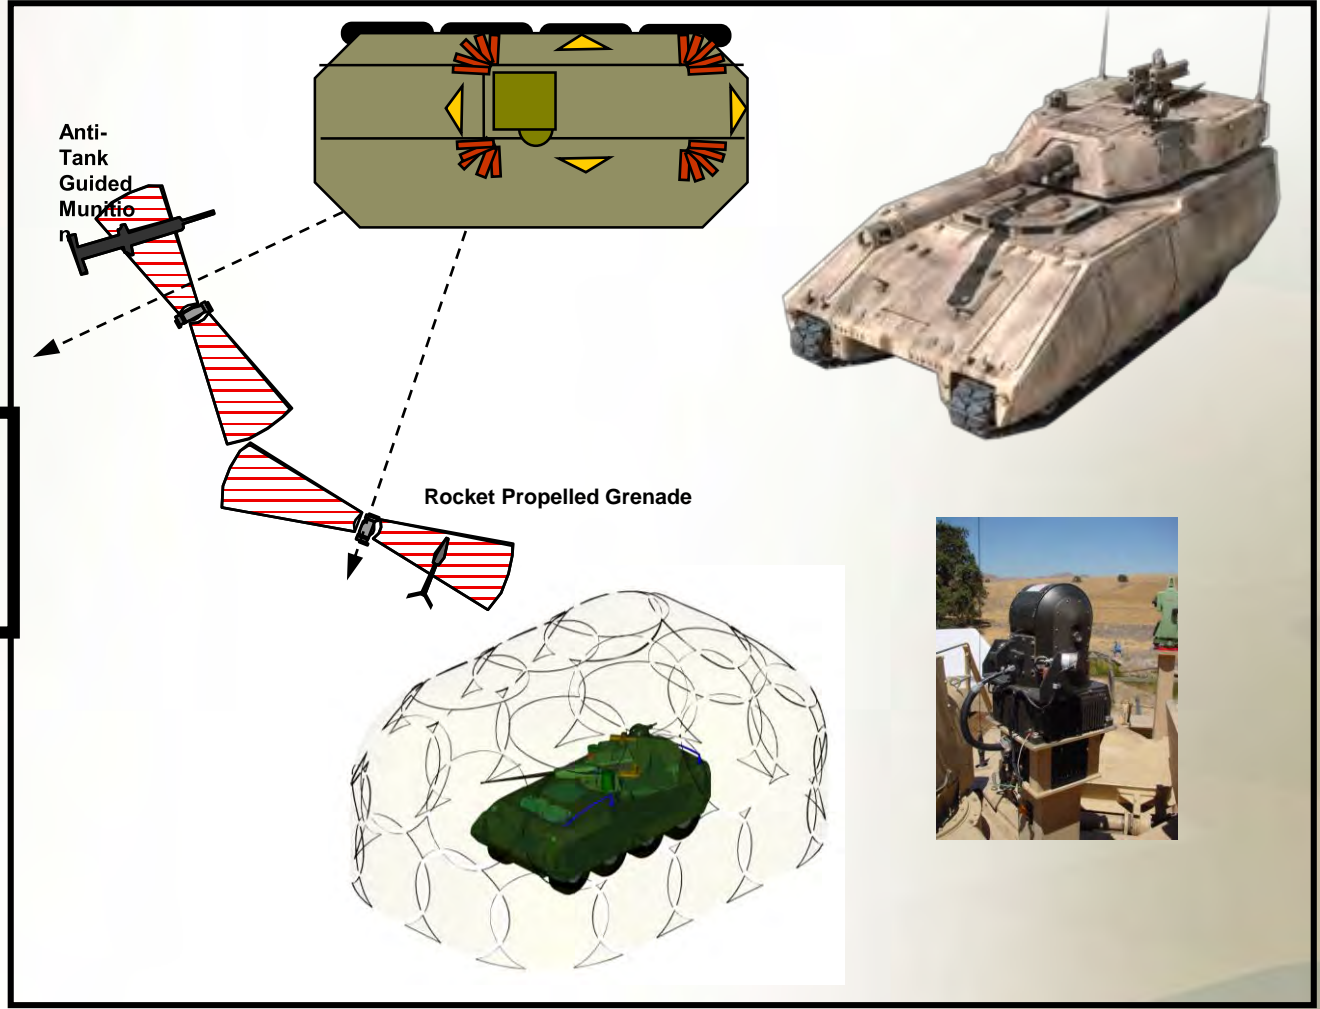 Anti-
Tank
Guided
Munitio
n
Rocket Propelled Grenade